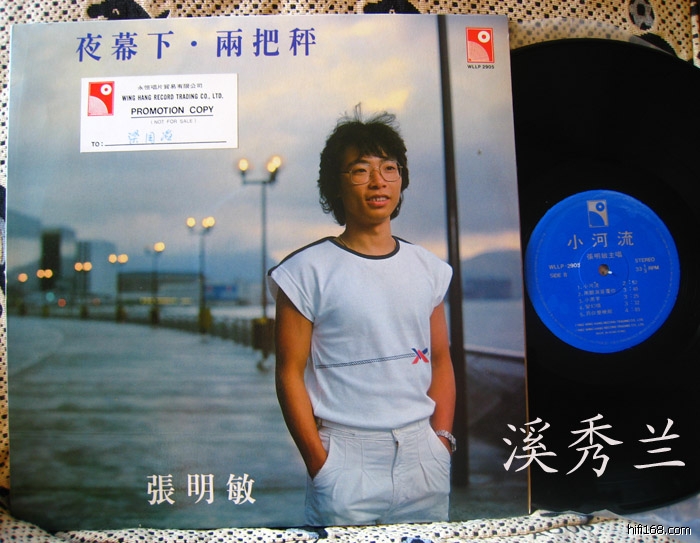 夜幕下·兩把秤
WLLP 2905
永恒唱片貿易有限公司
WING HANG RECORD TRADING CO., LTD.
PROMOTION COPY
( NOT FOR SALE )
TO:
張明敏
小河流
張明敏主唱
WLLP 2905
SIDE B
STEREO
33⅓ RPM
溪秀兰
hifi168.com